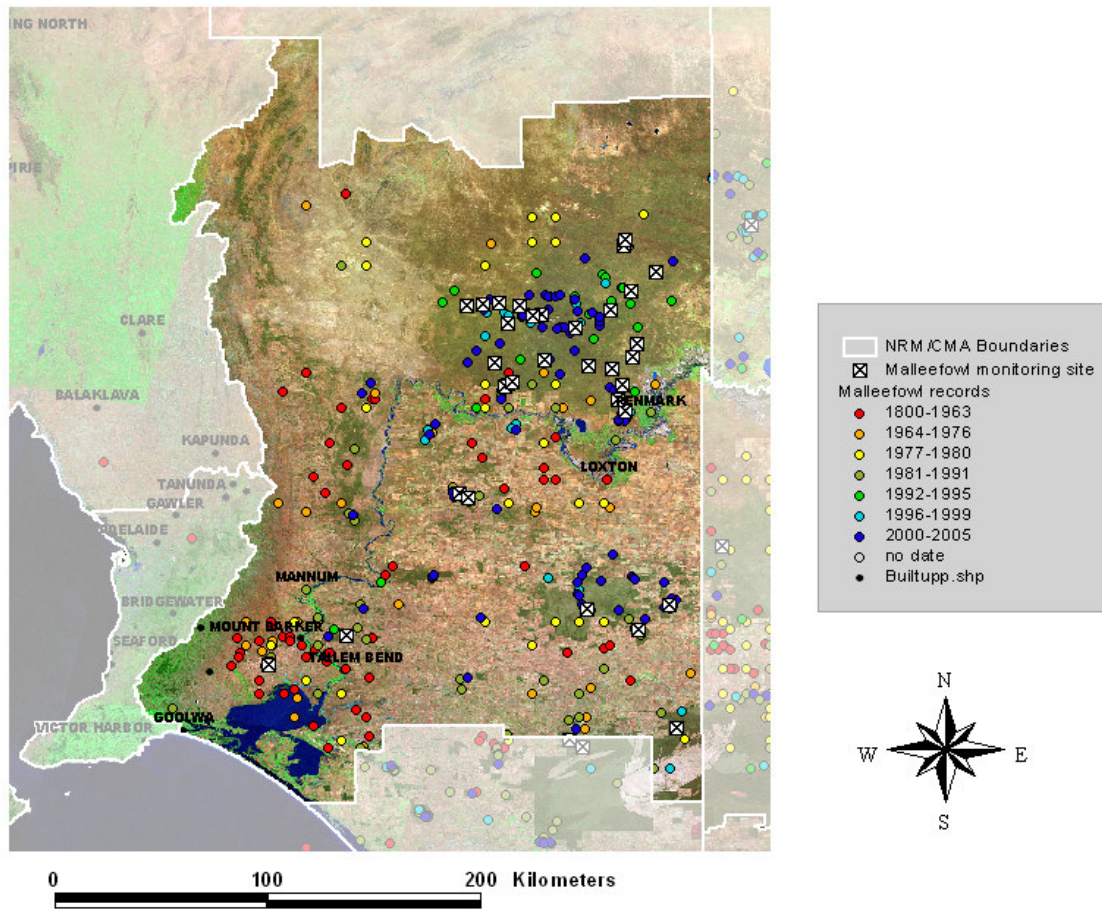 ING NORTH
PIRIE
CLARE
BALAKLAVA
KAPUNDA
TANUNDA
GAWLER
ADELAIDE
BRIDGEWATER
SEAFORD
VICTOR HARBOR
RENMARK
LOXTON
MANNUM
MOUNT BARKER
TAILEM BEND
GOOLWA
NRM/CMA Boundaries
Malleefowl monitoring site
Malleefowl records
1800-1963
1964-1976
1977-1980
1981-1991
1992-1995
1996-1999
2000-2005
no date
Builtupp.shp
N
W E
S
0 100 200 Kilometers